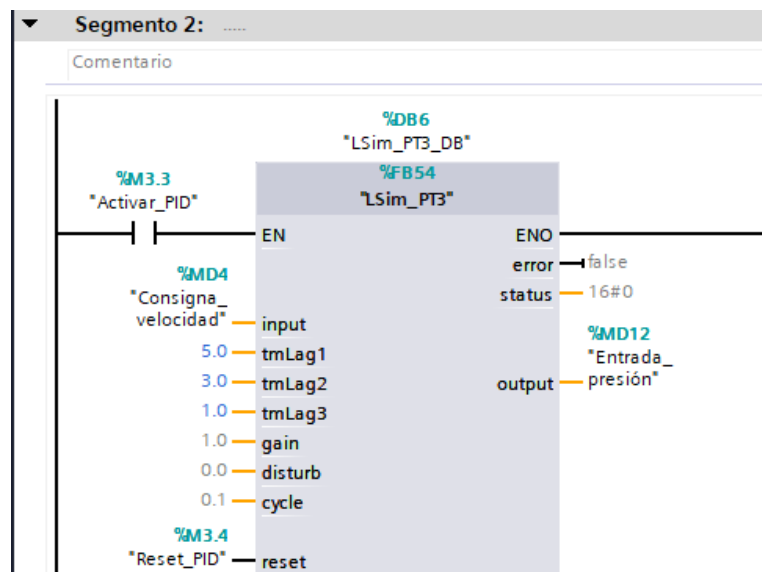 Segmento 2: .....
Comentario
%DB6
"LSim_PT3_DB"
%FB54
"LSim_PT3"
%M3.3
"Activar_PID"
EN
ENO
error
false
status
16#0
%MD4
"Consigna_
velocidad"
input
%MD12
"Entrada_
presión"
output
5.0
tmLag1
3.0
tmLag2
1.0
tmLag3
1.0
gain
0.0
disturb
0.1
cycle
%M3.4
"Reset_PID"
reset